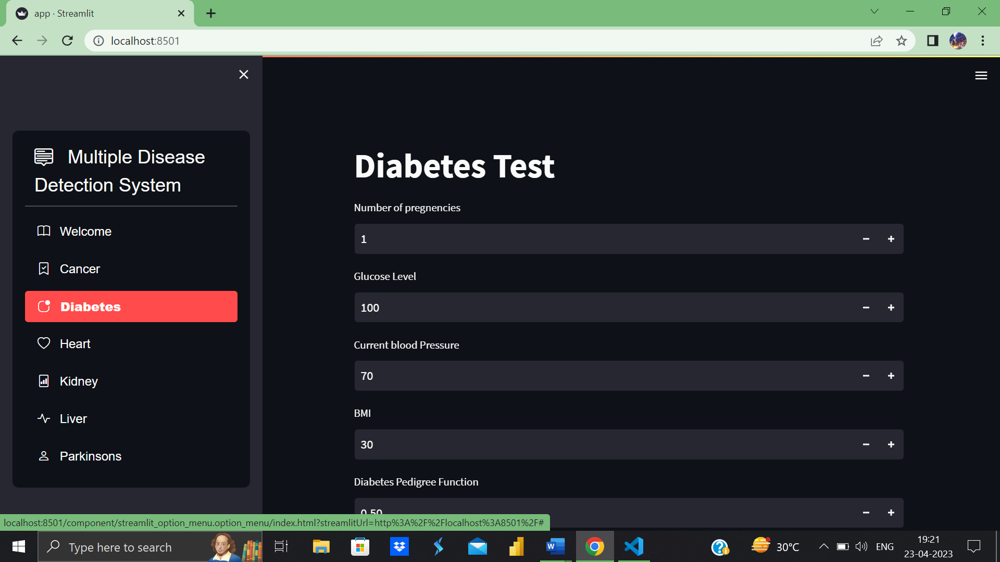 app · Streamlit
localhost:8501
Multiple Disease
Detection System
Welcome
Cancer
Diabetes
Heart
Kidney
Liver
Parkinsons
Diabetes Test
Number of pregnencies
1
Glucose Level
100
Current blood Pressure
70
BMI
30
Diabetes Pedigree Function
0.50
localhost:8501/component/streamlit_option_menu.option_menu/index.html?streamlitUrl=http%3A%2F%2Flocalhost%3A8501%2F#
Type here to search
30°C
ENG
19:21
23-04-2023